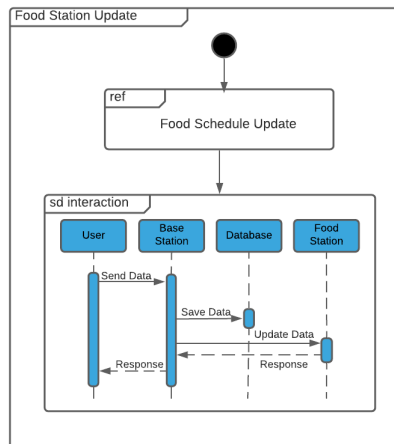 Food Station Update
ref
Food Schedule Update
sd interaction
User
Base
Station
Database
Food
Station
Send Data
Save Data
Update Data
Response
Response